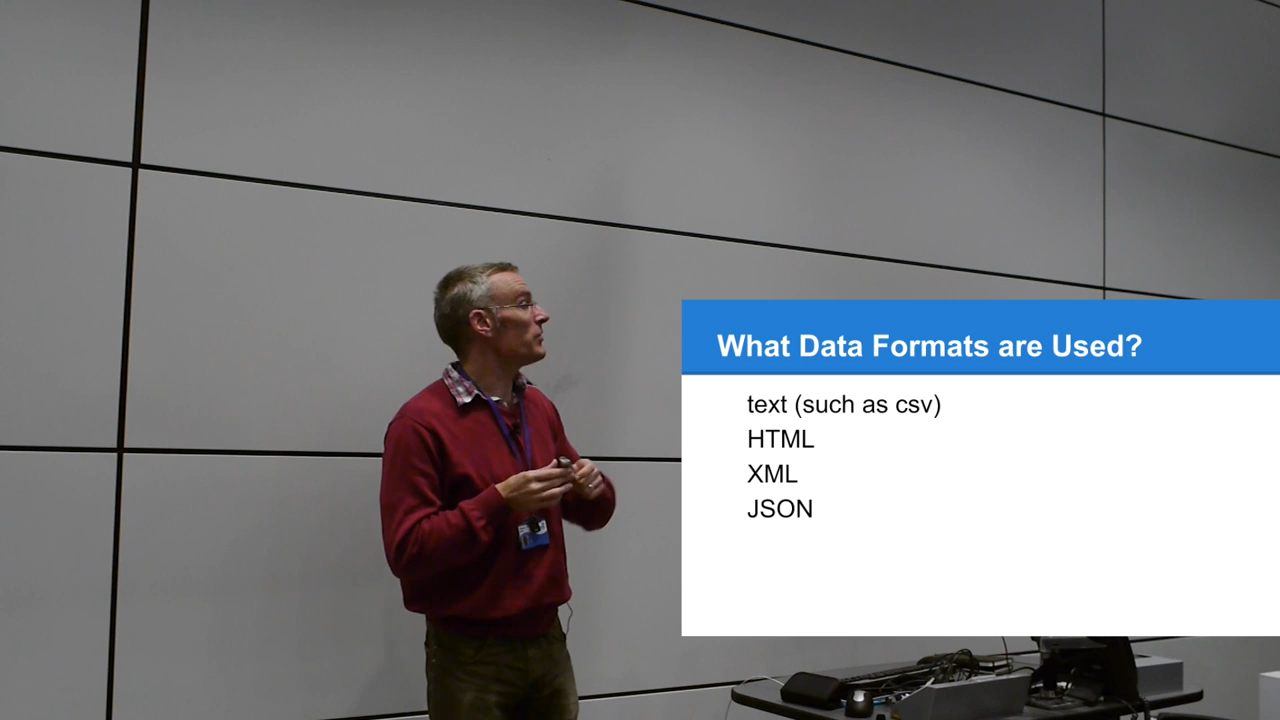 What Data Formats are Used?
text (such as csv)
HTML
XML
JSON